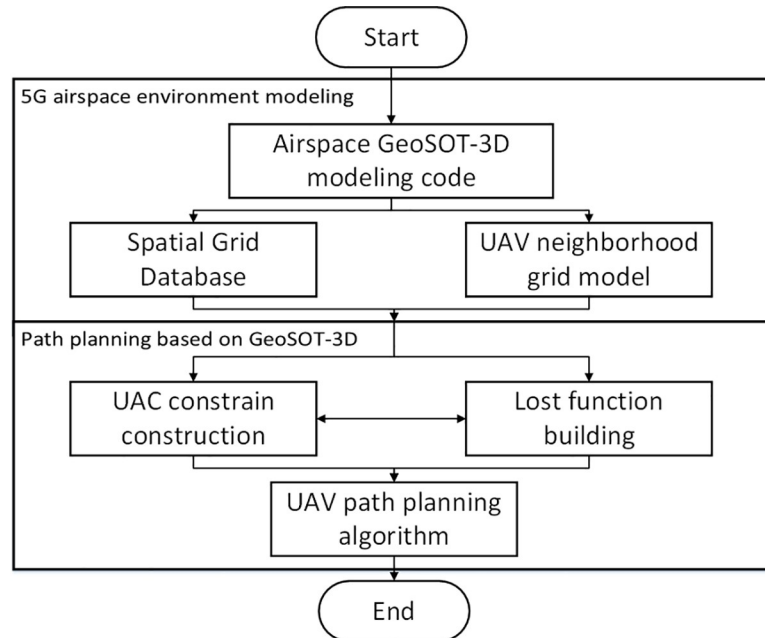 Start
5G airspace environment modeling
Airspace GeoSOT-3D
modeling code
Spatial Grid
Database
UAV neighborhood
grid model
Path planning based on GeoSOT-3D
UAC constrain
construction
Lost function
building
UAV path planning
algorithm
End